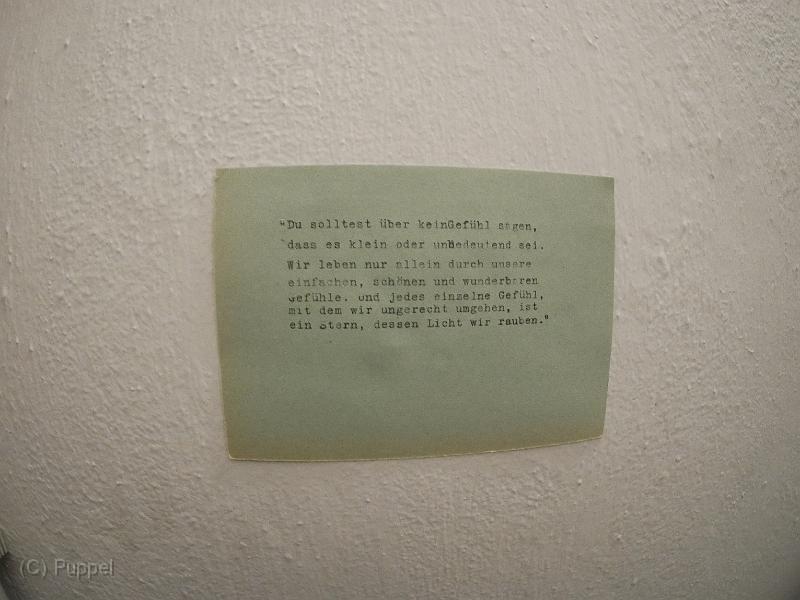 "Du solltest über keinGefühl sagen,
dass es klein oder unbedeutend sei.
Wir leben nur allein durch unsere
einfachen, schönen und wunderbaren
Gefühle. Und jedes einzelne Gefühl,
mit dem wir ungerecht umgehen, ist
ein Stern, dessen Licht wir rauben."
(C) Puppel